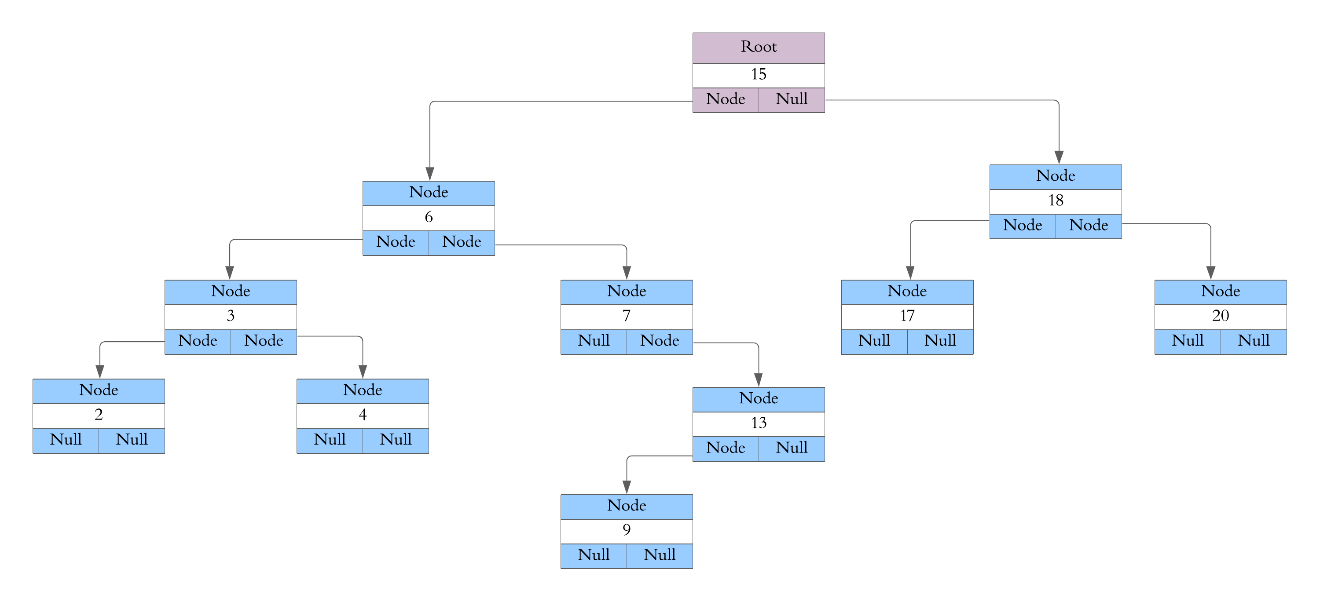 Root
15
Node Null
Node
18
Node Node
Node
6
Node Node
Node
3
Node Node
Node
7
Null Node
Node
17
Null Null
Node
20
Null Null
Node
2
Null Null
Node
4
Null Null
Node
13
Node Null
Node
9
Null Null